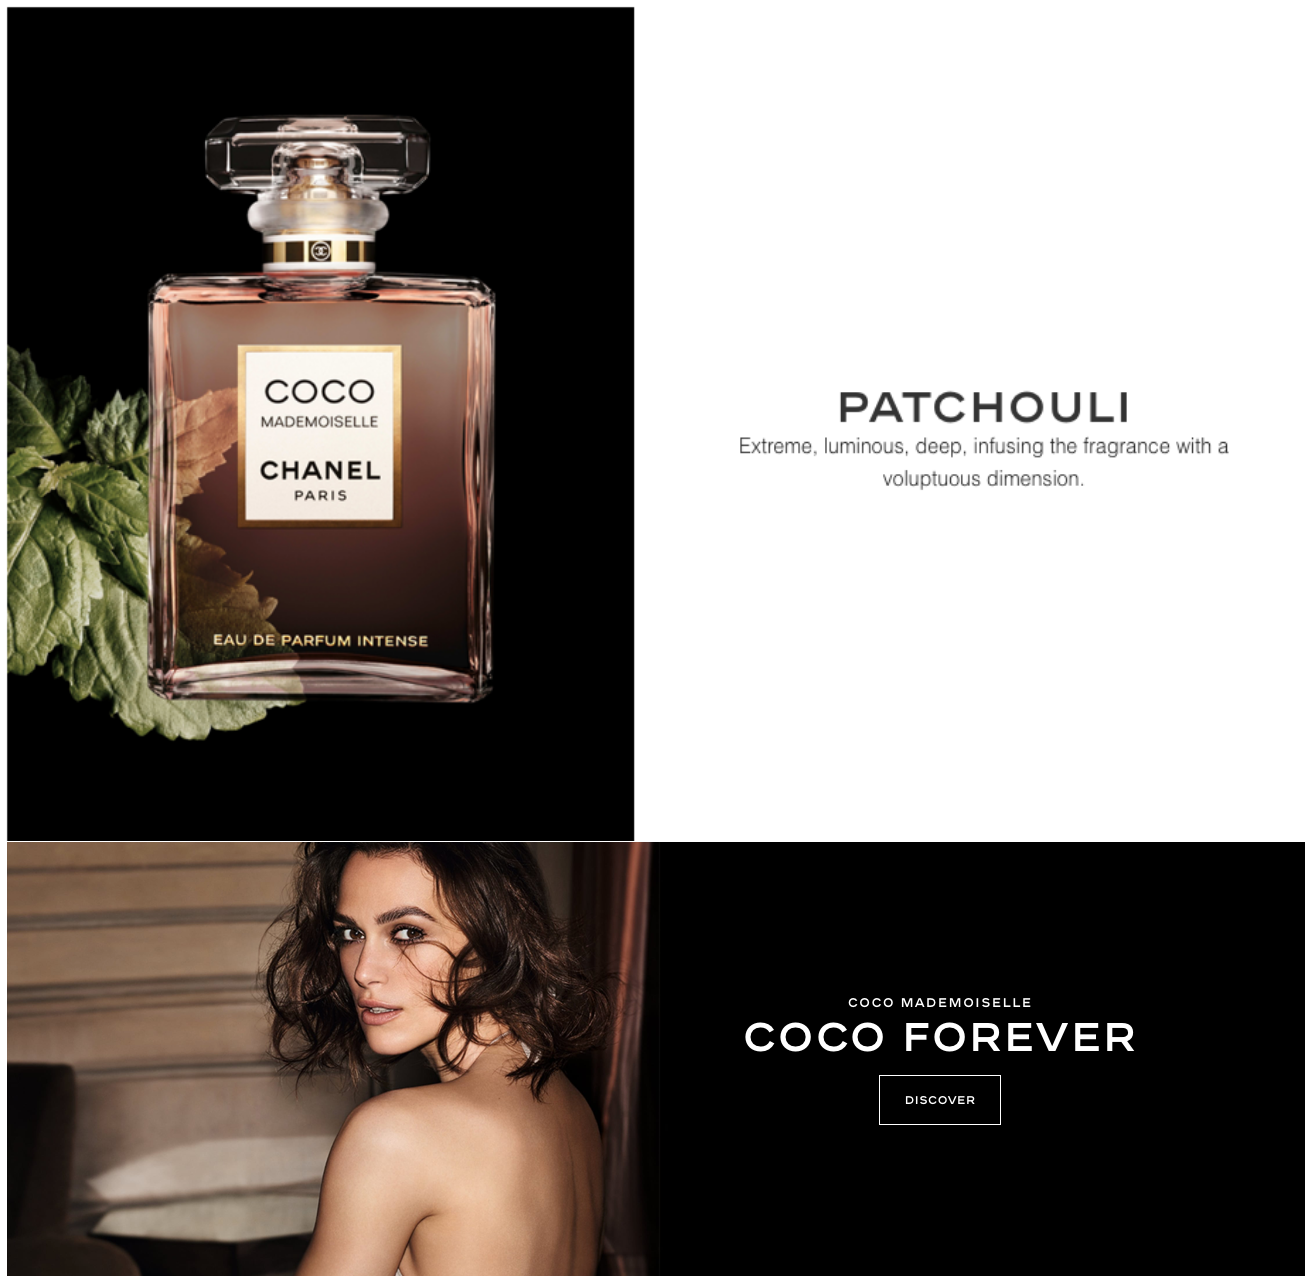 COCO
MADEMOISELLE
CHANEL
PARIS
EAU DE PARFUM INTENSE
PATCHOULI
Extreme, luminous, deep, infusing the fragrance with a
voluptuous dimension.
COCO MADEMOISELLE
COCO FOREVER
DISCOVER